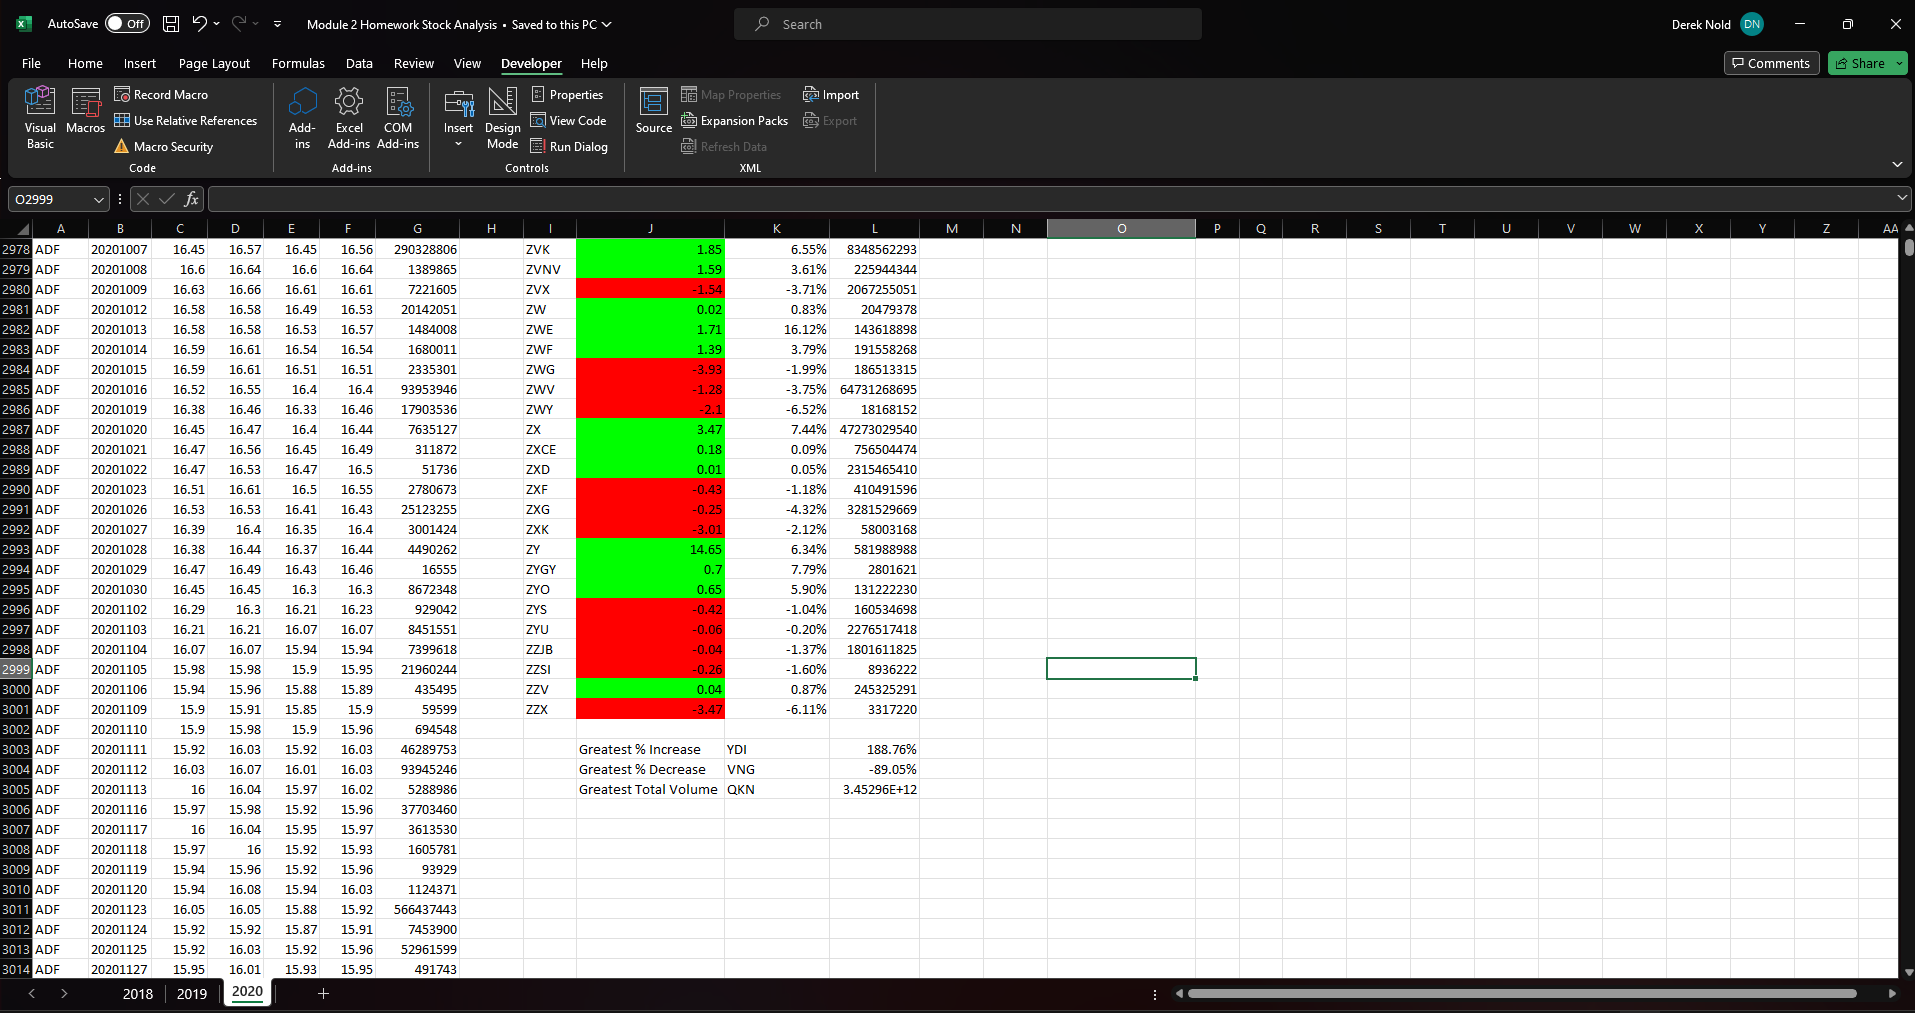 AutoSave Off Module 2 Homework Stock Analysis • Saved to this PC Search Derek Nold DN
File Home Insert Page Layout Formulas Data Review View Developer Help Comments Share
Visual Basic Macros Record Macro Use Relative References Macro Security Code
Add-ins Excel Add-ins COM Add-ins Add-ins
Insert Design Mode Properties View Code Run Dialog Controls
Source Map Properties Expansion Packs Refresh Data Import Export XML
O2999 fx
A B C D E F G H I J K L M N O P Q R S T U V W X Y Z AA
2978 ADF 20201007 16.45 16.57 16.45 16.56 290328806 ZVK 1.85 6.55% 8348562293
2979 ADF 20201008 16.6 16.64 16.6 16.64 1389865 ZVNV 1.59 3.61% 225944344
2980 ADF 20201009 16.63 16.66 16.61 16.61 7221605 ZVX -1.54 -3.71% 2067255051
2981 ADF 20201012 16.58 16.58 16.49 16.53 20142051 ZW 0.02 0.83% 20479378
2982 ADF 20201013 16.58 16.58 16.53 16.57 1484008 ZWE 1.71 16.12% 143618898
2983 ADF 20201014 16.59 16.61 16.54 16.54 1680011 ZWF 1.39 3.79% 191558268
2984 ADF 20201015 16.59 16.61 16.51 16.51 2335301 ZWG -3.93 -1.99% 186513315
2985 ADF 20201016 16.52 16.55 16.4 16.4 93953946 ZWV -1.28 -3.75% 64731268695
2986 ADF 20201019 16.38 16.46 16.33 16.46 17903536 ZWY -2.1 -6.52% 18168152
2987 ADF 20201020 16.45 16.47 16.4 16.44 7635127 ZX 3.47 7.44% 47273029540
2988 ADF 20201021 16.47 16.56 16.45 16.49 311872 ZXCE 0.18 0.09% 756504474
2989 ADF 20201022 16.47 16.53 16.47 16.5 51736 ZXD 0.01 0.05% 2315465410
2990 ADF 20201023 16.51 16.61 16.5 16.55 2780673 ZXF -0.43 -1.18% 410491596
2991 ADF 20201026 16.53 16.53 16.41 16.43 25123255 ZXG -0.25 -4.32% 3281529669
2992 ADF 20201027 16.39 16.4 16.35 16.4 3001424 ZXK -3.01 -2.12% 58003168
2993 ADF 20201028 16.38 16.44 16.37 16.44 4490262 ZY 14.65 6.34% 581988988
2994 ADF 20201029 16.47 16.49 16.43 16.46 16555 ZYGY 0.7 7.79% 2801621
2995 ADF 20201030 16.45 16.45 16.3 16.3 8672348 ZYO 0.65 5.90% 131222230
2996 ADF 20201102 16.29 16.3 16.21 16.23 929042 ZYS -0.42 -1.04% 160534698
2997 ADF 20201103 16.21 16.21 16.07 16.07 8451551 ZYU -0.06 -0.20% 2276517418
2998 ADF 20201104 16.07 16.07 15.94 15.94 7399618 ZZJB -0.04 -1.37% 1801611825
2999 ADF 20201105 15.98 15.98 15.9 15.95 21960244 ZZSI -0.26 -1.60% 8936222
3000 ADF 20201106 15.94 15.96 15.88 15.89 435495 ZZV 0.04 0.87% 245325291
3001 ADF 20201109 15.9 15.91 15.85 15.9 59599 ZZX -3.47 -6.11% 3317220
3002 ADF 20201110 15.9 15.98 15.9 15.96 694548
3003 ADF 20201111 15.92 16.03 15.92 16.03 46289753 Greatest % Increase YDI 188.76%
3004 ADF 20201112 16.03 16.07 16.01 16.03 93945246 Greatest % Decrease VNG -89.05%
3005 ADF 20201113 16 16.04 15.97 16.02 5288986 Greatest Total Volume QKN 3.45296E+12
3006 ADF 20201116 15.97 15.98 15.92 15.96 37703460
3007 ADF 20201117 16 16.04 15.95 15.97 3613530
3008 ADF 20201118 15.97 16 15.92 15.93 1605781
3009 ADF 20201119 15.94 15.96 15.92 15.96 93929
3010 ADF 20201120 15.94 16.08 15.94 16.03 1124371
3011 ADF 20201123 16.05 16.05 15.88 15.92 566437443
3012 ADF 20201124 15.92 15.92 15.87 15.91 7453900
3013 ADF 20201125 15.92 16.03 15.92 15.96 52961599
3014 ADF 20201127 15.95 16.01 15.93 15.95 491743
2018 2019 2020